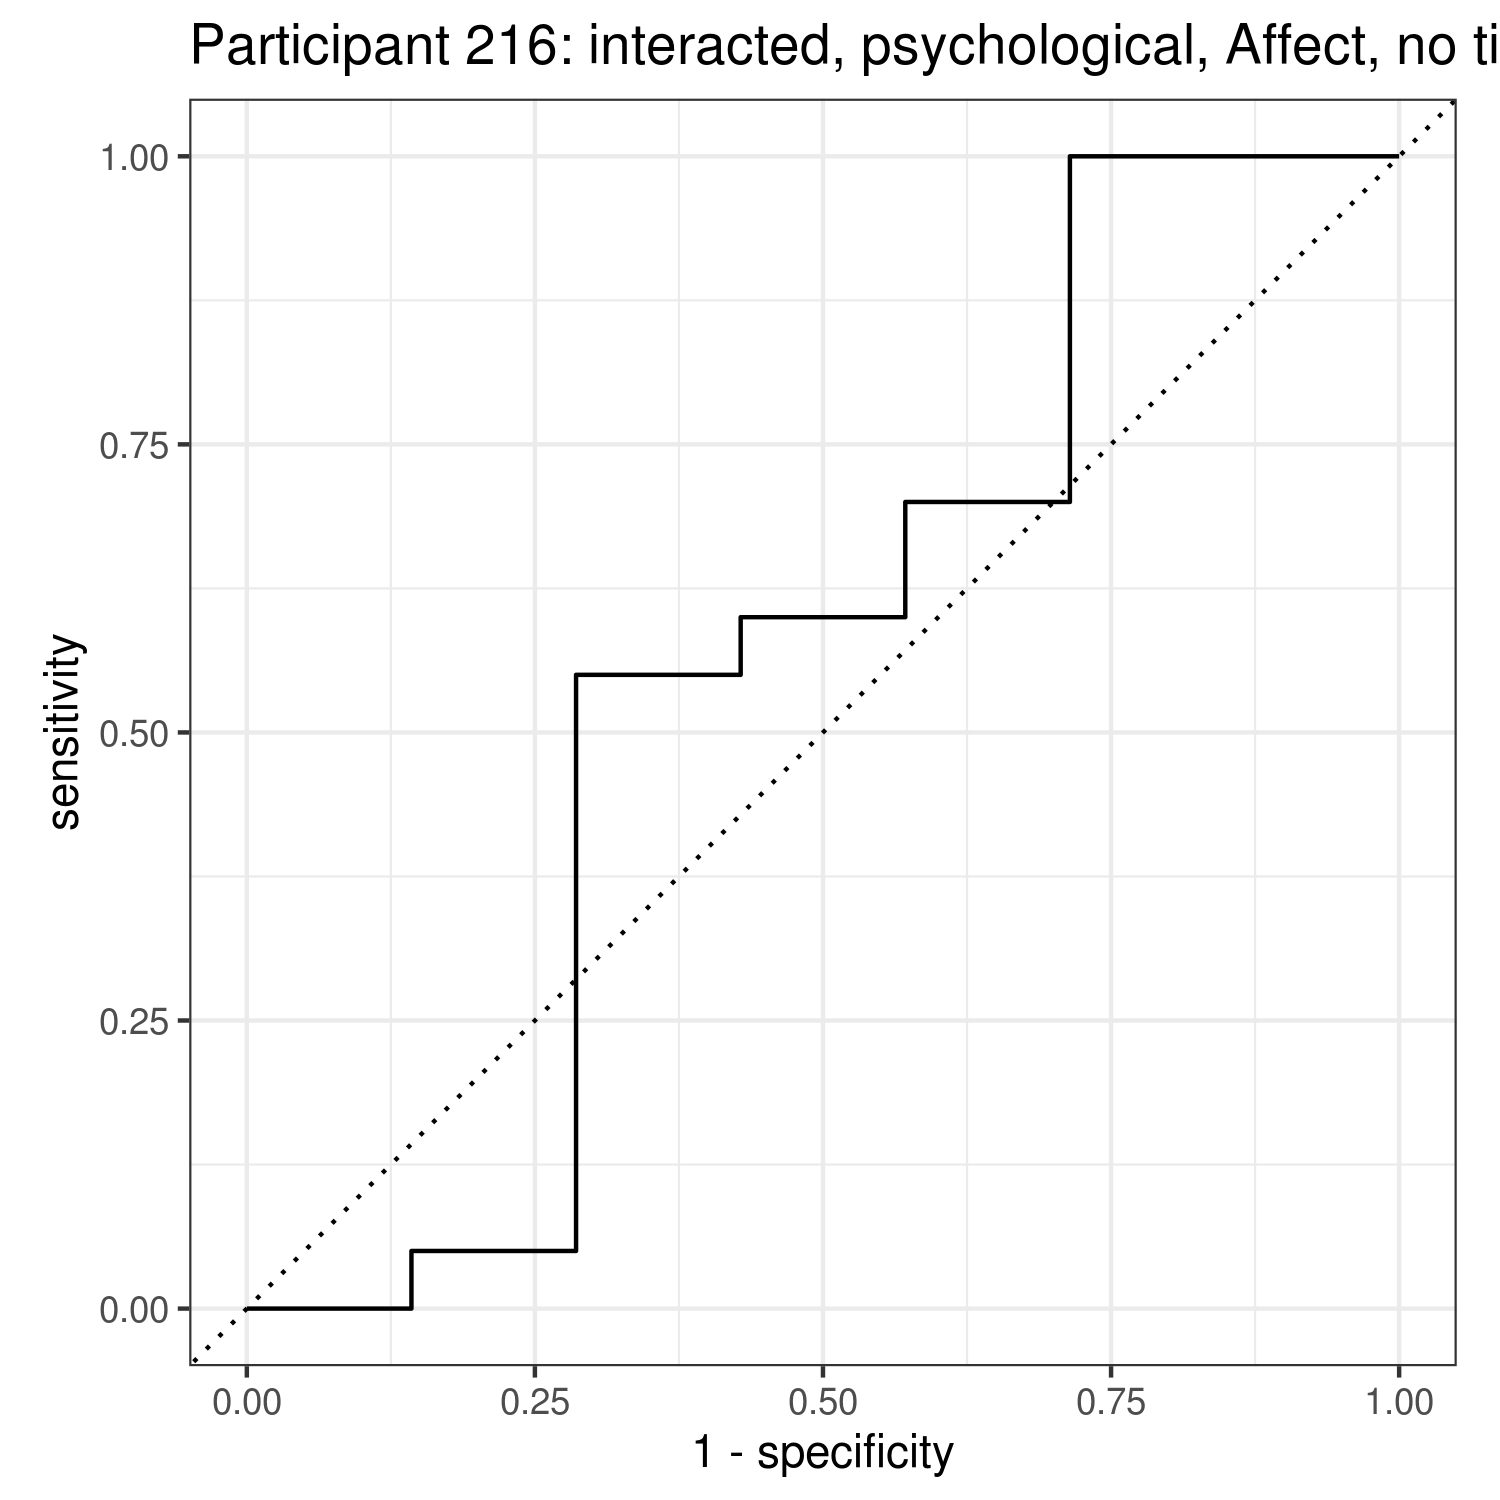 Participant 216: interacted, psychological, Affect, no ti
1.00
0.75
0.50
0.25
0.00
sensitivity
0.00 0.25 0.50 0.75 1.00
1 - specificity